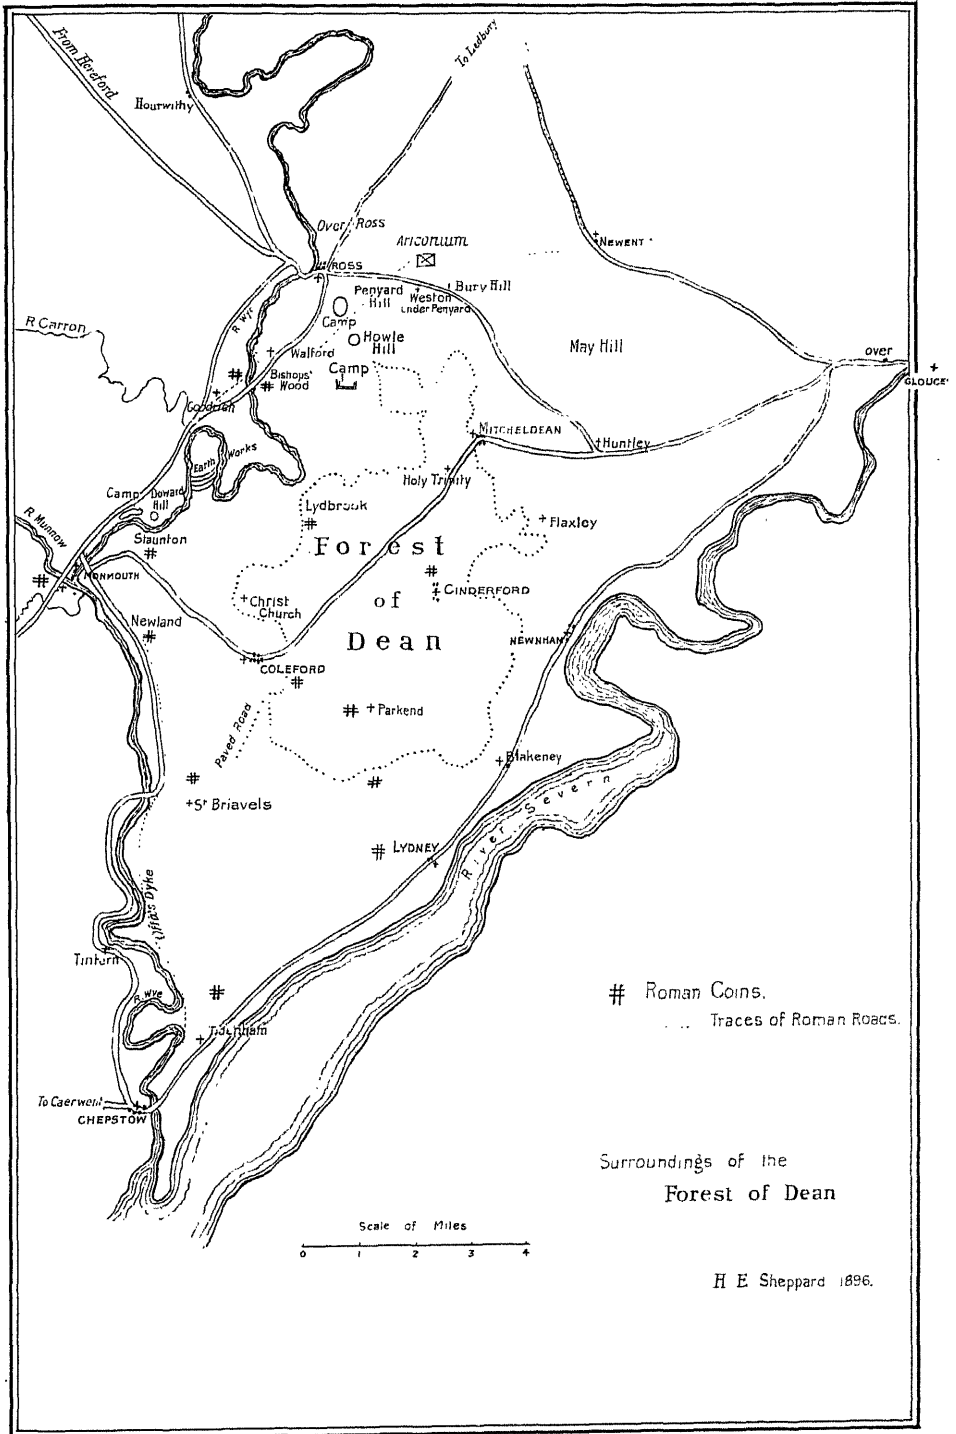 From Hereford
To Ledbury
Hourwithy
Over Ross
Ariconium
NEWENT
ROSS
Penyard
Hill
Weston
under Penyard
Bury Hill
R Wye
Camp
R Carron
Howle
Hill
May Hill
over
Walford
GLOUCE
Bishops'
Wood
Camp
Goodrich
MITCHELDEAN
Huntley
Earth Works
Holy Trinity
Camp
Doward
Hill
Lydbrook
R Munnow
Flaxley
Staunton
Forest
of
Dean
MONMOUTH
CINDERFORD
Christ
Church
Newland
NEWNHAM
COLEFORD
Parkend
Paved Road
Blakeney
St Briavels
River Severn
LYDNEY
Offa's Dyke
Tintern
R. Wye
# Roman Coins.
... Traces of Roman Roads.
To Caerwent
CHEPSTOW
Surroundings of the
Forest of Dean
Scale of Miles
0 1 2 3 4
H E Sheppard 1896.